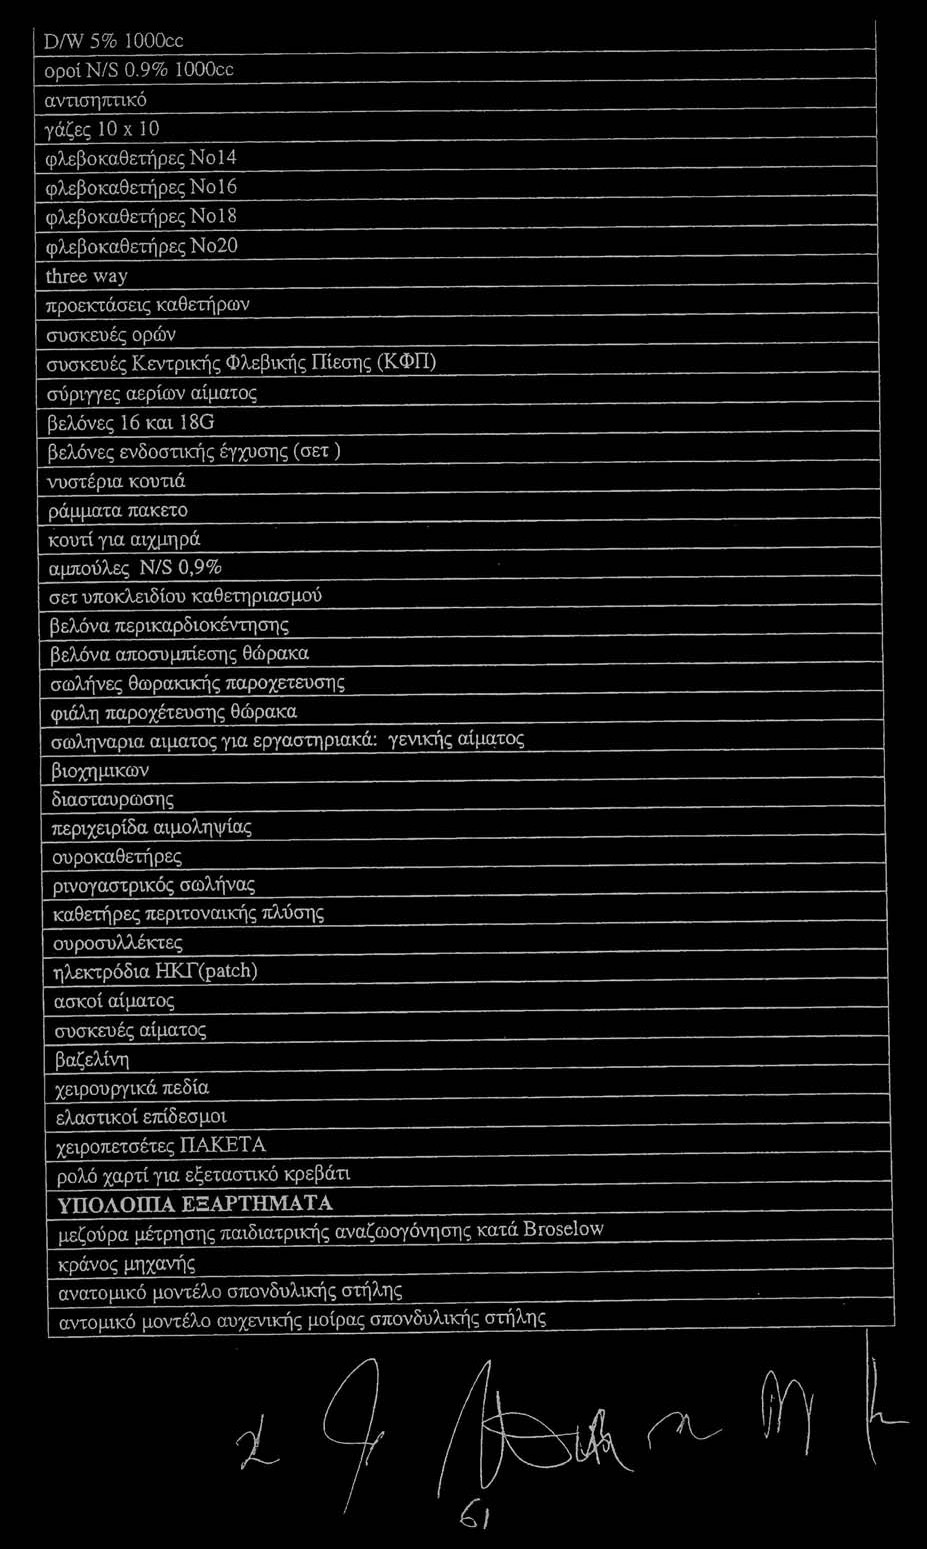 D/W 5% 1000cc
οροί N/S 0.9% 1000cc
αντισηπτικό
γάζες 10 x 10
φλεβοκαθετήρες Νο14
φλεβοκαθετήρες Νο16
φλεβοκαθετήρες Νο18
φλεβοκαθετήρες Νο20
three way
προεκτάσεις καθετήρων
συσκευές ορών
συσκευές Κεντρικής Φλεβικής Πίεσης (ΚΦΠ)
σύριγγες αερίων αίματος
βελόνες 16 και 18G
βελόνες ενδοστικής έγχυσης (σετ )
νυστέρια κουτιά
ράμματα πακετο
κουτί για αιχμηρά
αμπούλες N/S 0,9%
σετ υποκλειδίου καθετηριασμού
βελόνα περικαρδιοκέντησης
βελόνα αποσυμπίεσης θώρακα
σωλήνες θωρακικής παροχετευσης
φιάλη παροχέτευσης θώρακα
σωληναρια αιματος για εργαστηριακά: γενικής αίματος
βιοχημικων
διασταυρωσης
περιχειρίδα αιμοληψίας
ουροκαθετήρες
ρινογαστρικός σωλήνας
καθετήρες περιτοναικής πλύσης
ουροσυλλέκτες
ηλεκτρόδια ΗΚΓ(patch)
ασκοί αίματος
συσκευές αίματος
βαζελίνη
χειρουργικά πεδία
ελαστικοί επίδεσμοι
χειροπετσέτες ΠΑΚΕΤΑ
ρολό χαρτί για εξεταστικό κρεβάτι
ΥΠΟΛΟΙΠΑ ΕΞΑΡΤΗΜΑΤΑ
μεζούρα μέτρησης παιδιατρικής αναζωογόνησης κατά Broselow
κράνος μηχανής
ανατομικό μοντέλο σπονδυλικής στήλης
αντομικό μοντέλο αυχενικής μοίρας σπονδυλικής στήλης
61